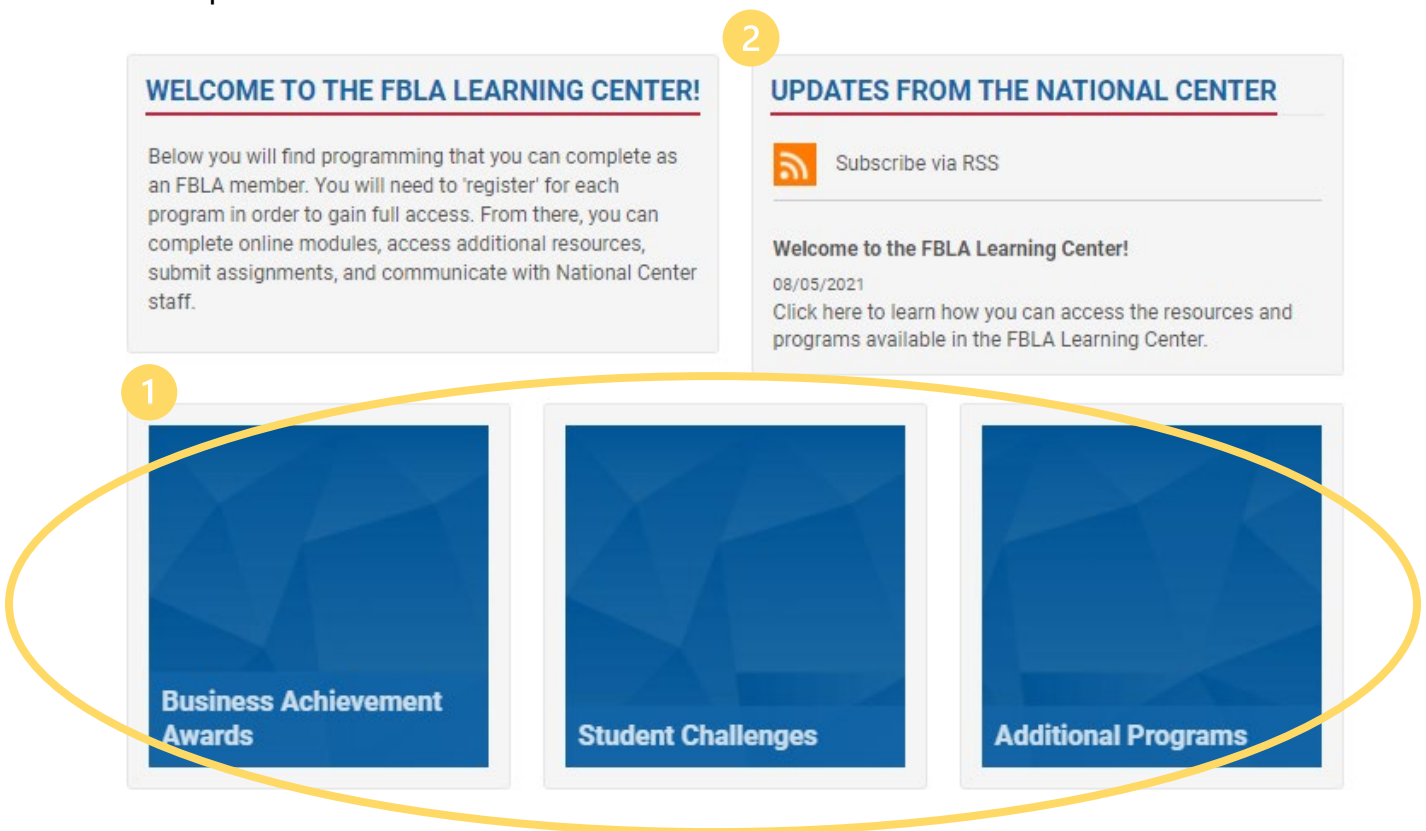 2
WELCOME TO THE FBLA LEARNING CENTER!
Below you will find programming that you can complete as
an FBLA member. You will need to 'register' for each
program in order to gain full access. From there, you can
complete online modules, access additional resources,
submit assignments, and communicate with National Center
staff.
UPDATES FROM THE NATIONAL CENTER
Subscribe via RSS
Welcome to the FBLA Learning Center!
08/05/2021
Click here to learn how you can access the resources and
programs available in the FBLA Learning Center.
1
Business Achievement
Awards
Student Challenges
Additional Programs